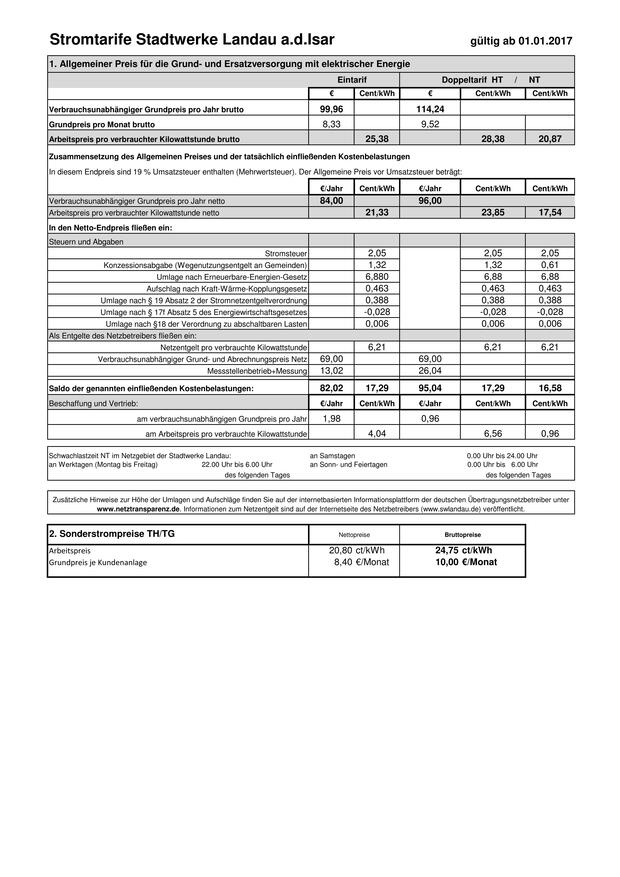 Stromtarife Stadtwerke Landau a.d.Isar gültig ab 01.01.2017
1. Allgemeiner Preis für die Grund- und Ersatzversorgung mit elektrischer Energie
Eintarif Doppeltarif HT / NT
€ Cent/kWh € Cent/kWh Cent/kWh
Verbrauchsunabhängiger Grundpreis pro Jahr brutto 99,96 114,24
Grundpreis pro Monat brutto 8,33 9,52
Arbeitspreis pro verbrauchter Kilowattstunde brutto 25,38 28,38 20,87
Zusammensetzung des Allgemeinen Preises und der tatsächlich einfließenden Kostenbelastungen
In diesem Endpreis sind 19 % Umsatzsteuer enthalten (Mehrwertsteuer). Der Allgemeine Preis vor Umsatzsteuer beträgt:
€/Jahr Cent/kWh €/Jahr Cent/kWh Cent/kWh
Verbrauchsunabhängiger Grundpreis pro Jahr netto 84,00 96,00
Arbeitspreis pro verbrauchter Kilowattstunde netto 21,33 23,85 17,54
In den Netto-Endpreis fließen ein:
Steuern und Abgaben
Stromsteuer 2,05 2,05 2,05
Konzessionsabgabe (Wegenutzungsentgelt an Gemeinden) 1,32 1,32 0,61
Umlage nach Erneuerbare-Energien-Gesetz 6,880 6,88 6,88
Aufschlag nach Kraft-Wärme-Kopplungsgesetz 0,463 0,463 0,463
Umlage nach § 19 Absatz 2 der Stromnetzentgeltverordnung 0,388 0,388 0,388
Umlage nach § 17f Absatz 5 des Energiewirtschaftsgesetzes -0,028 -0,028 -0,028
Umlage nach §18 der Verordnung zu abschaltbaren Lasten 0,006 0,006 0,006
Als Entgelte des Netzbetreibers fließen ein:
Netzentgelt pro verbrauchte Kilowattstunde 6,21 6,21 6,21
Verbrauchsunabhängiger Grund- und Abrechnungspreis Netz 69,00 69,00
Messstellenbetrieb+Messung 13,02 26,04
Saldo der genannten einfließenden Kostenbelastungen: 82,02 17,29 95,04 17,29 16,58
Beschaffung und Vertrieb: €/Jahr Cent/kWh €/Jahr Cent/kWh Cent/kWh
am verbrauchsunabhängigen Grundpreis pro Jahr 1,98 0,96
am Arbeitspreis pro verbrauchte Kilowattstunde 4,04 6,56 0,96
Schwachlastzeit NT im Netzgebiet der Stadtwerke Landau: an Samstagen 0.00 Uhr bis 24.00 Uhr
an Werktagen (Montag bis Freitag) 22.00 Uhr bis 6.00 Uhr an Sonn- und Feiertagen 0.00 Uhr bis 6.00 Uhr
des folgenden Tages des folgenden Tages
Zusätzliche Hinweise zur Höhe der Umlagen und Aufschläge finden Sie auf der internetbasierten Informationsplattform der deutschen Übertragungsnetzbetreiber unter
www.netztransparenz.de. Informationen zum Netzentgelt sind auf der Internetseite des Netzbetreibers (www.swlandau.de) veröffentlicht.
2. Sonderstrompreise TH/TG Nettopreise Bruttopreise
Arbeitspreis 20,80 ct/kWh 24,75 ct/kWh
Grundpreis je Kundenanlage 8,40 €/Monat 10,00 €/Monat